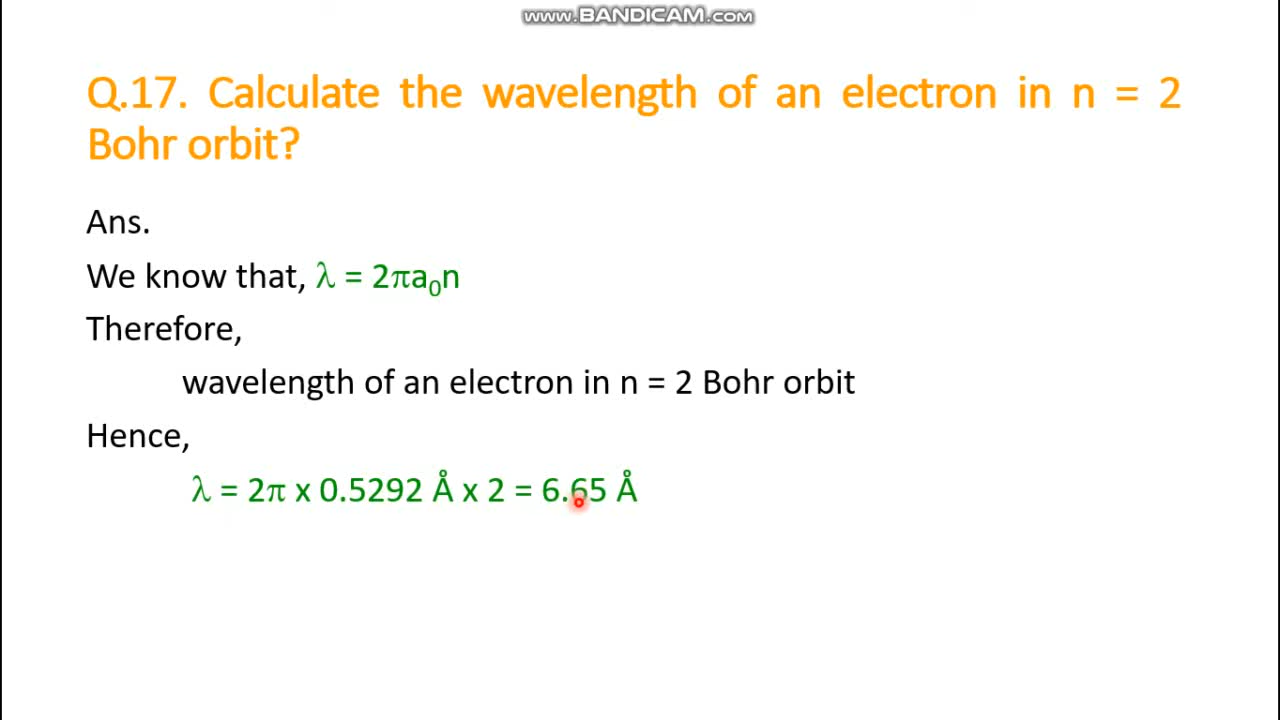 www.BANDICAM.com
Q.17. Calculate the wavelength of an electron in n = 2
Bohr orbit?
Ans.
We know that, λ = 2πa₀n
Therefore,
wavelength of an electron in n = 2 Bohr orbit
Hence,
λ = 2π x 0.5292 Å x 2 = 6.65 Å